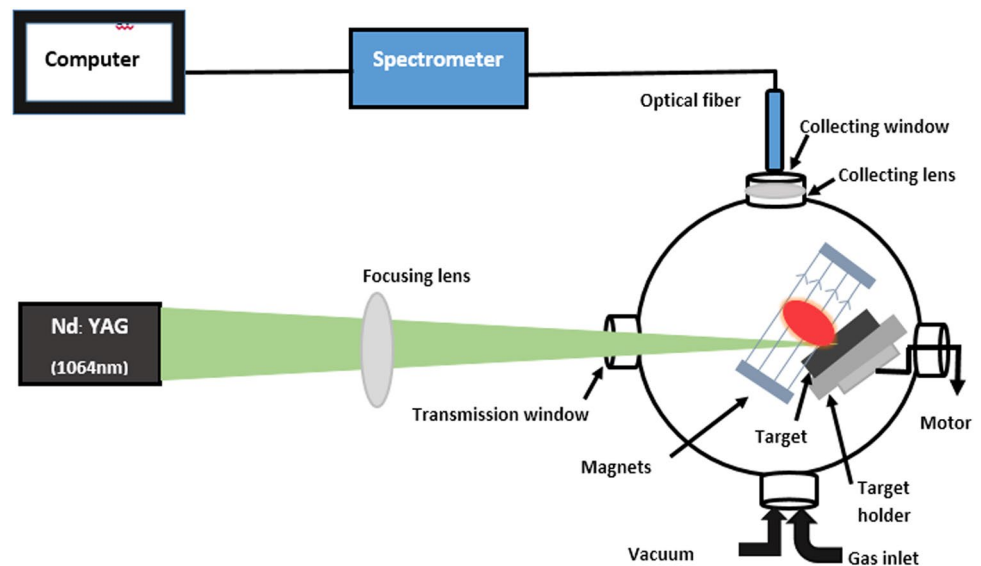 Computer
Spectrometer
Optical fiber
Collecting window
Collecting lens
Focusing lens
Nd: YAG
(1064nm)
Transmission window
Magnets
Target
Motor
Target
holder
Vacuum
Gas inlet